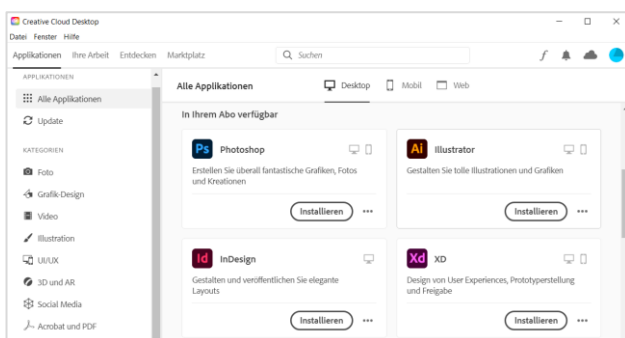 Creative Cloud Desktop
Datei Fenster Hilfe
Applikationen Ihre Arbeit Entdecken Marktplatz Suchen
APPLIKATIONEN
Alle Applikationen
Update
KATEGORIEN
Foto
Grafik-Design
Video
Illustration
UI/UX
3D und AR
Social Media
Acrobat und PDF
Alle Applikationen Desktop Mobil Web
In Ihrem Abo verfügbar
Ps Photoshop
Erstellen Sie überall fantastische Grafiken, Fotos
und Kreationen
Installieren
Ai Illustrator
Gestalten Sie tolle Illustrationen und Grafiken
Installieren
Id InDesign
Gestalten und veröffentlichen Sie elegante
Layouts
Installieren
Xd XD
Design von User Experiences, Prototyperstellung
und Freigabe
Installieren